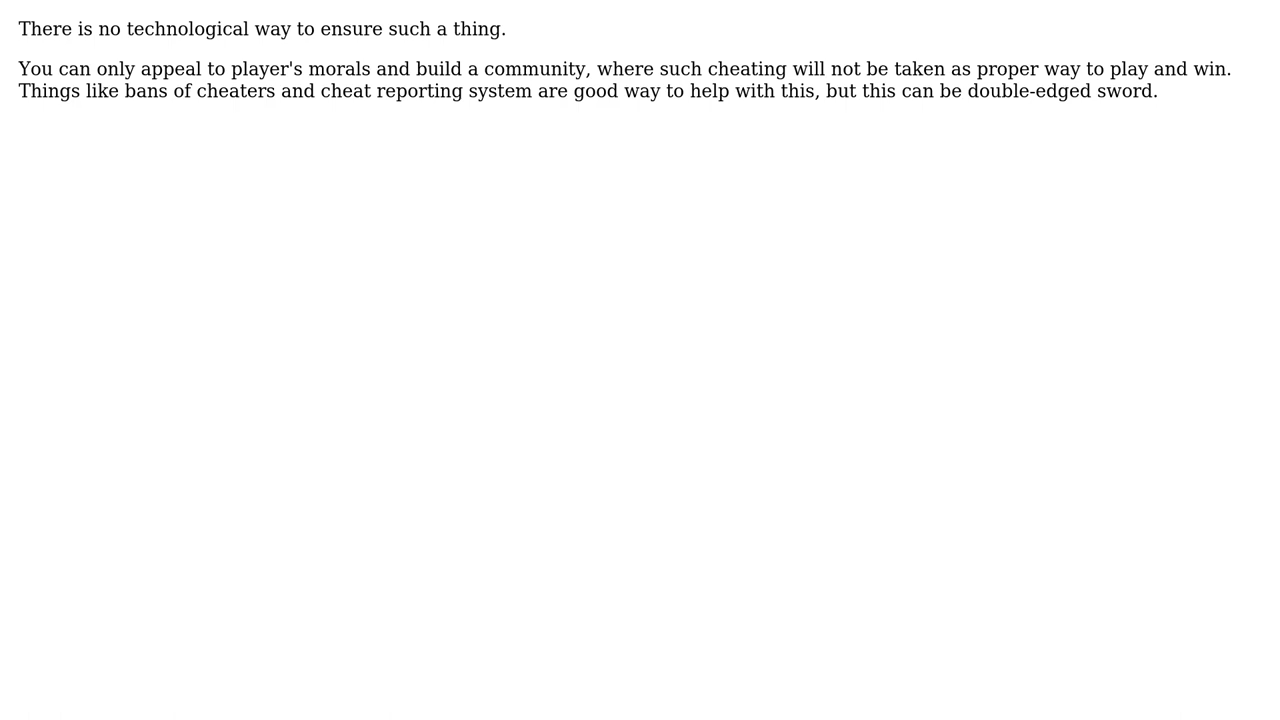 There is no technological way to ensure such a thing.
You can only appeal to player's morals and build a community, where such cheating will not be taken as proper way to play and win.
Things like bans of cheaters and cheat reporting system are good way to help with this, but this can be double-edged sword.